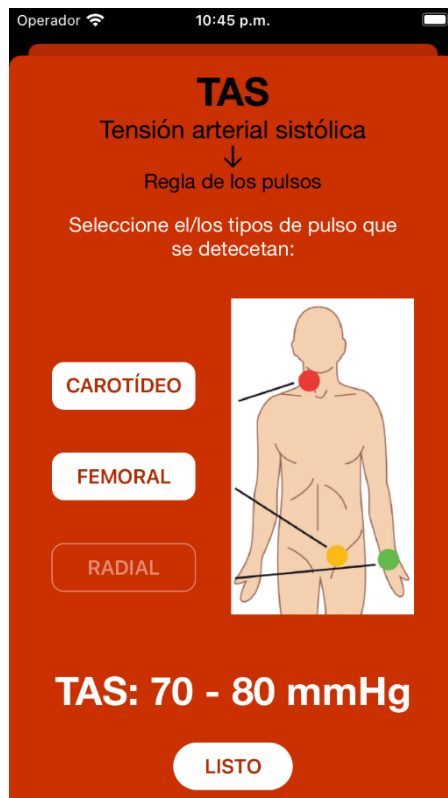 Operador 10:45 p.m.
TAS
Tensión arterial sistólica
↓
Regla de los pulsos
Seleccione el/los tipos de pulso que
se detecetan:
CAROTÍDEO
FEMORAL
RADIAL
TAS: 70 - 80 mmHg
LISTO